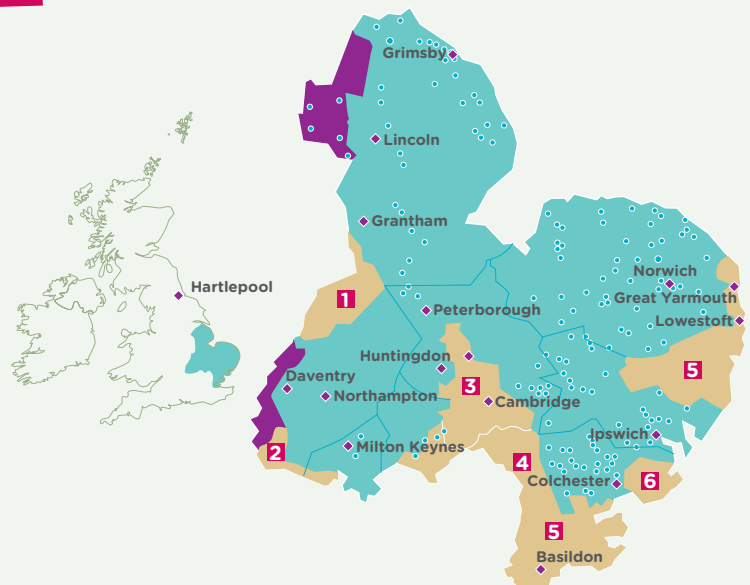 Grimsby
Lincoln
Grantham
Hartlepool
Norwich
Great Yarmouth
1
Peterborough
Lowestoft
Huntingdon
5
Daventry
3
Northampton
Cambridge
Ipswich
Milton Keynes
2
4
Colchester
6
5
Basildon